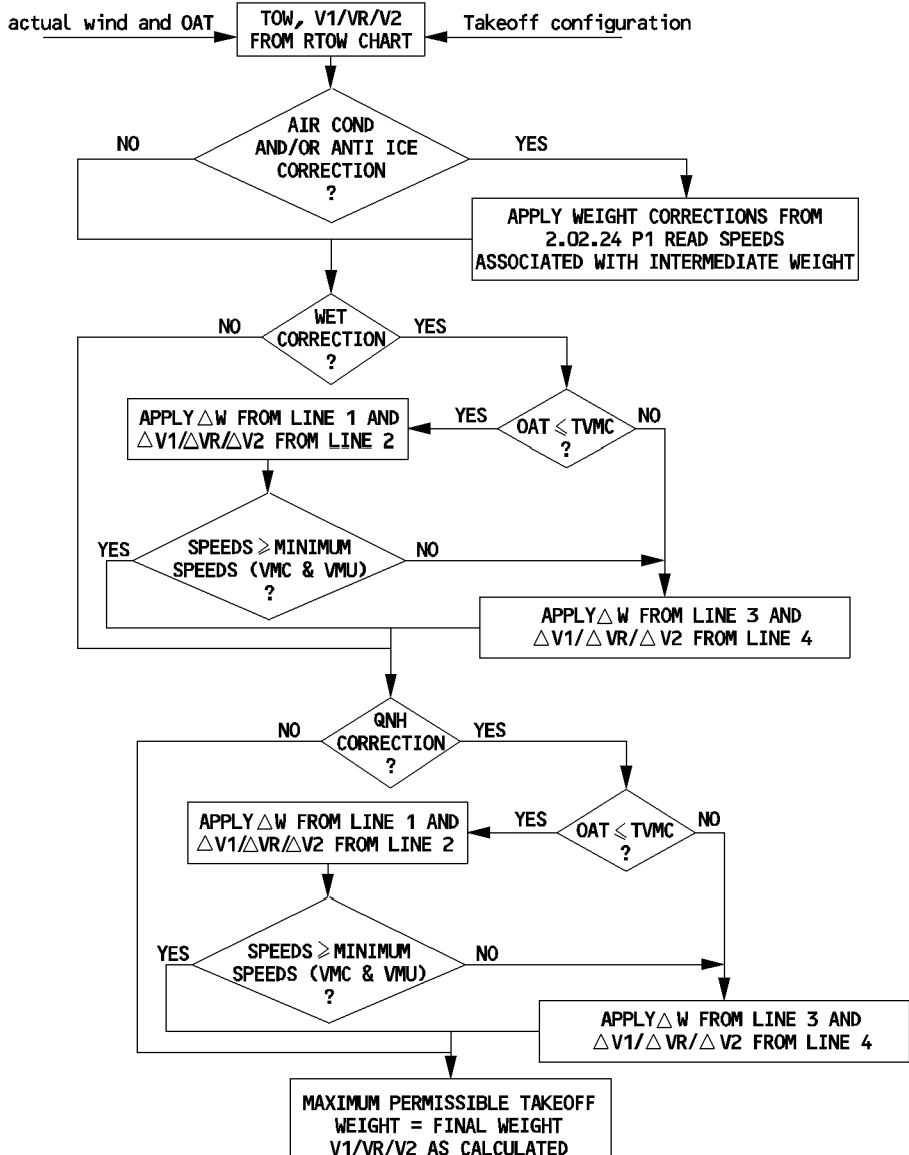 actual wind and OAT
TOW, V1/VR/V2
FROM RTOW CHART
Takeoff configuration
AIR COND
AND/OR ANTI ICE
CORRECTION
?
NO
YES
APPLY WEIGHT CORRECTIONS FROM
2.02.24 P1 READ SPEEDS
ASSOCIATED WITH INTERMEDIATE WEIGHT
WET
CORRECTION
?
NO
YES
OAT ⩽ TVMC
?
YES
NO
APPLY △W FROM LINE 1 AND
△V1/△VR/△V2 FROM LINE 2
SPEEDS ⩾ MINIMUM
SPEEDS (VMC & VMU)
?
YES
NO
APPLY△ W FROM LINE 3 AND
△V1/△ VR/△ V2 FROM LINE 4
QNH
CORRECTION
?
NO
YES
OAT ⩽ TVMC
?
YES
NO
APPLY △W FROM LINE 1 AND
△V1/△VR/△V2 FROM LINE 2
SPEEDS ⩾ MINIMUM
SPEEDS (VMC & VMU)
?
YES
NO
APPLY△ W FROM LINE 3 AND
△V1/△ VR/△ V2 FROM LINE 4
MAXIMUM PERMISSIBLE TAKEOFF
WEIGHT = FINAL WEIGHT
V1/VR/V2 AS CALCULATED